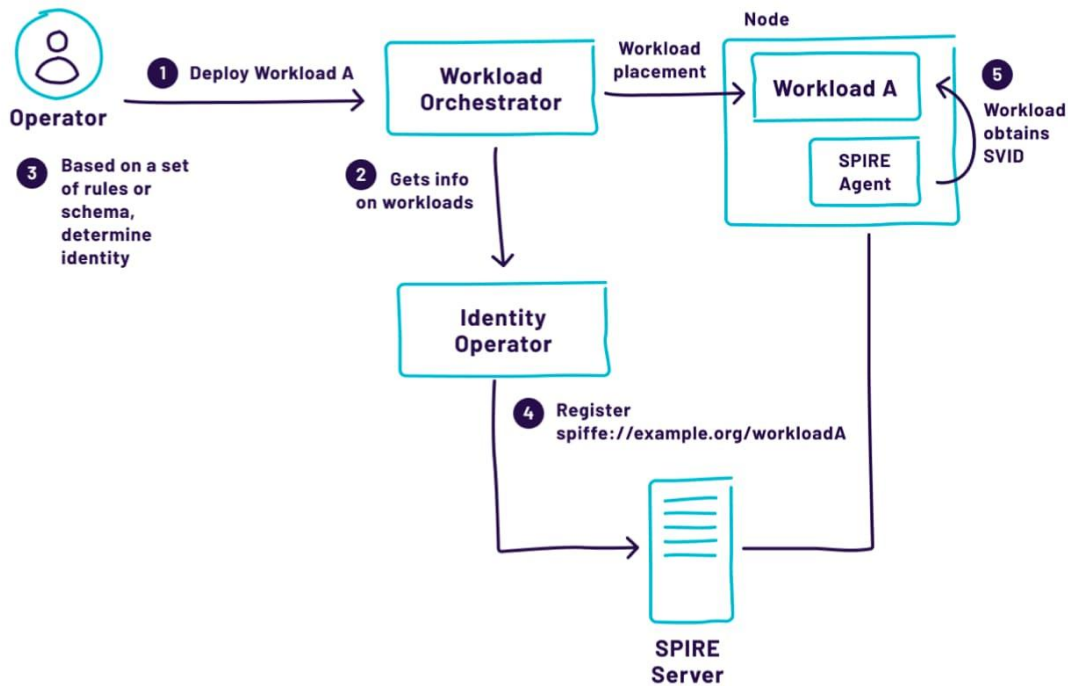 Node
1 Deploy Workload A
Operator
Workload
Orchestrator
Workload
placement
Workload A
SPIRE
Agent
5
Workload
obtains
SVID
3 Based on a set
of rules or
schema,
determine
identity
2 Gets info
on workloads
Identity
Operator
4 Register
spiffe://example.org/workloadA
SPIRE
Server